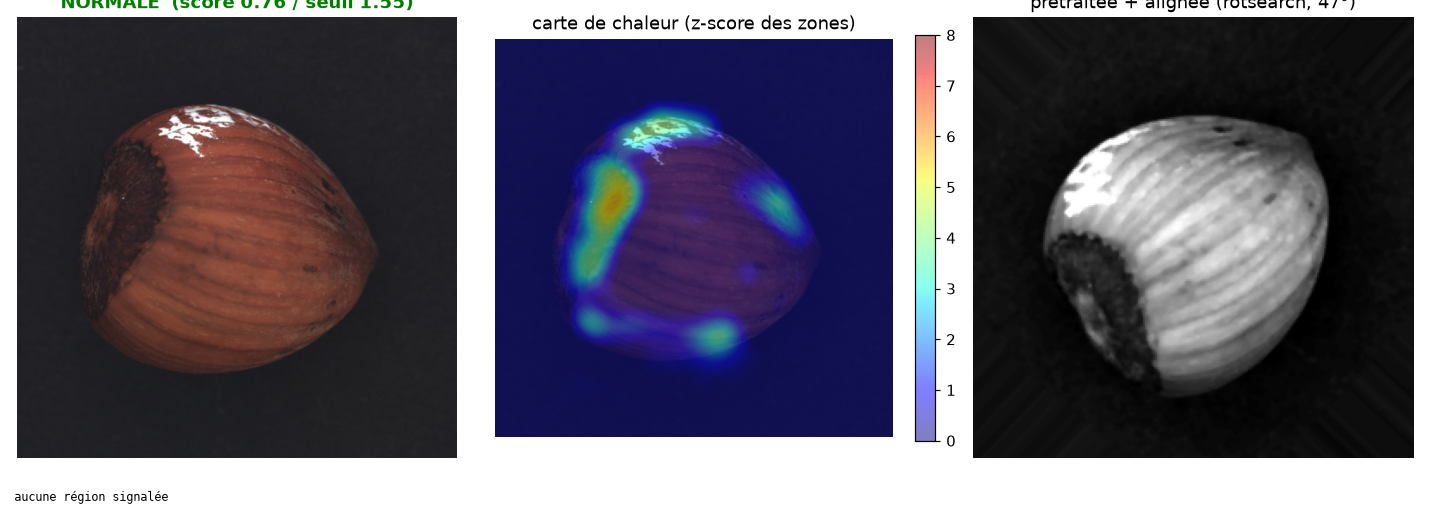 NORMALE (score 0.76 / seuil 1.55)
carte de chaleur (z-score des zones)
prétraitée + alignée (rotsearch, 47°)
8
7
6
5
4
3
2
1
0
aucune région signalée